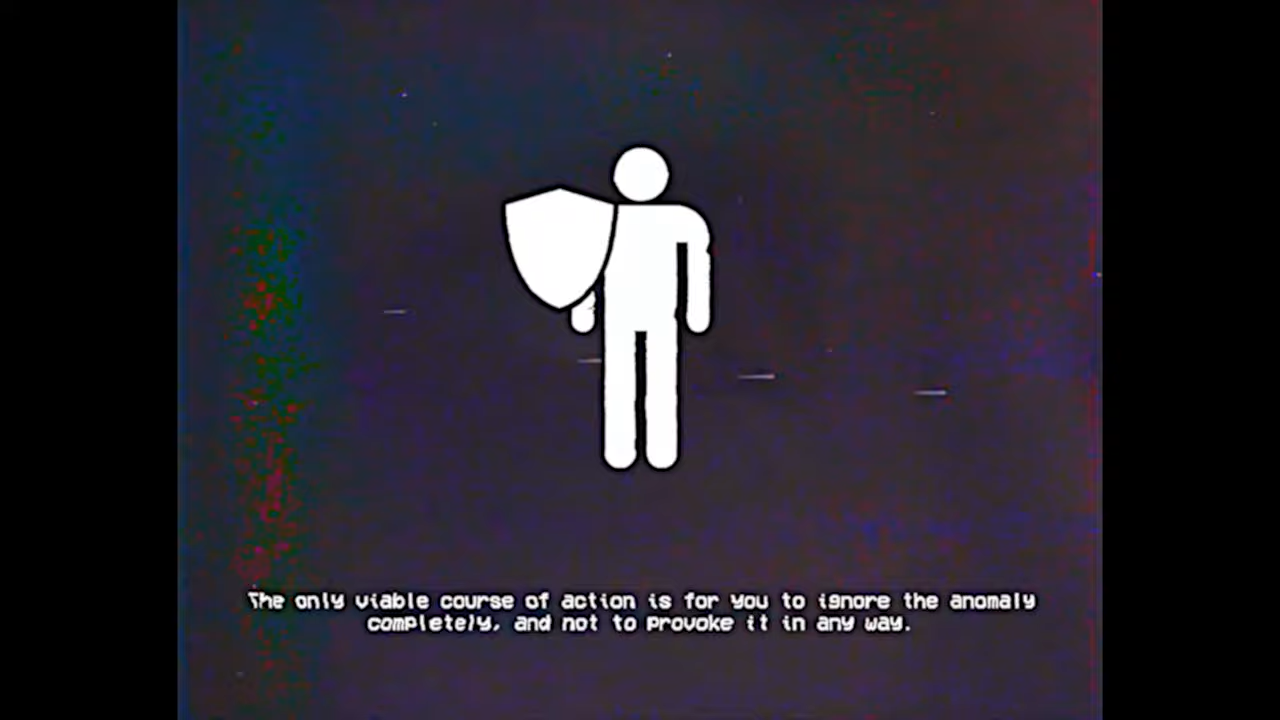 The only viable course of action is for you to ignore the anomaly
completely, and not to provoke it in any way.